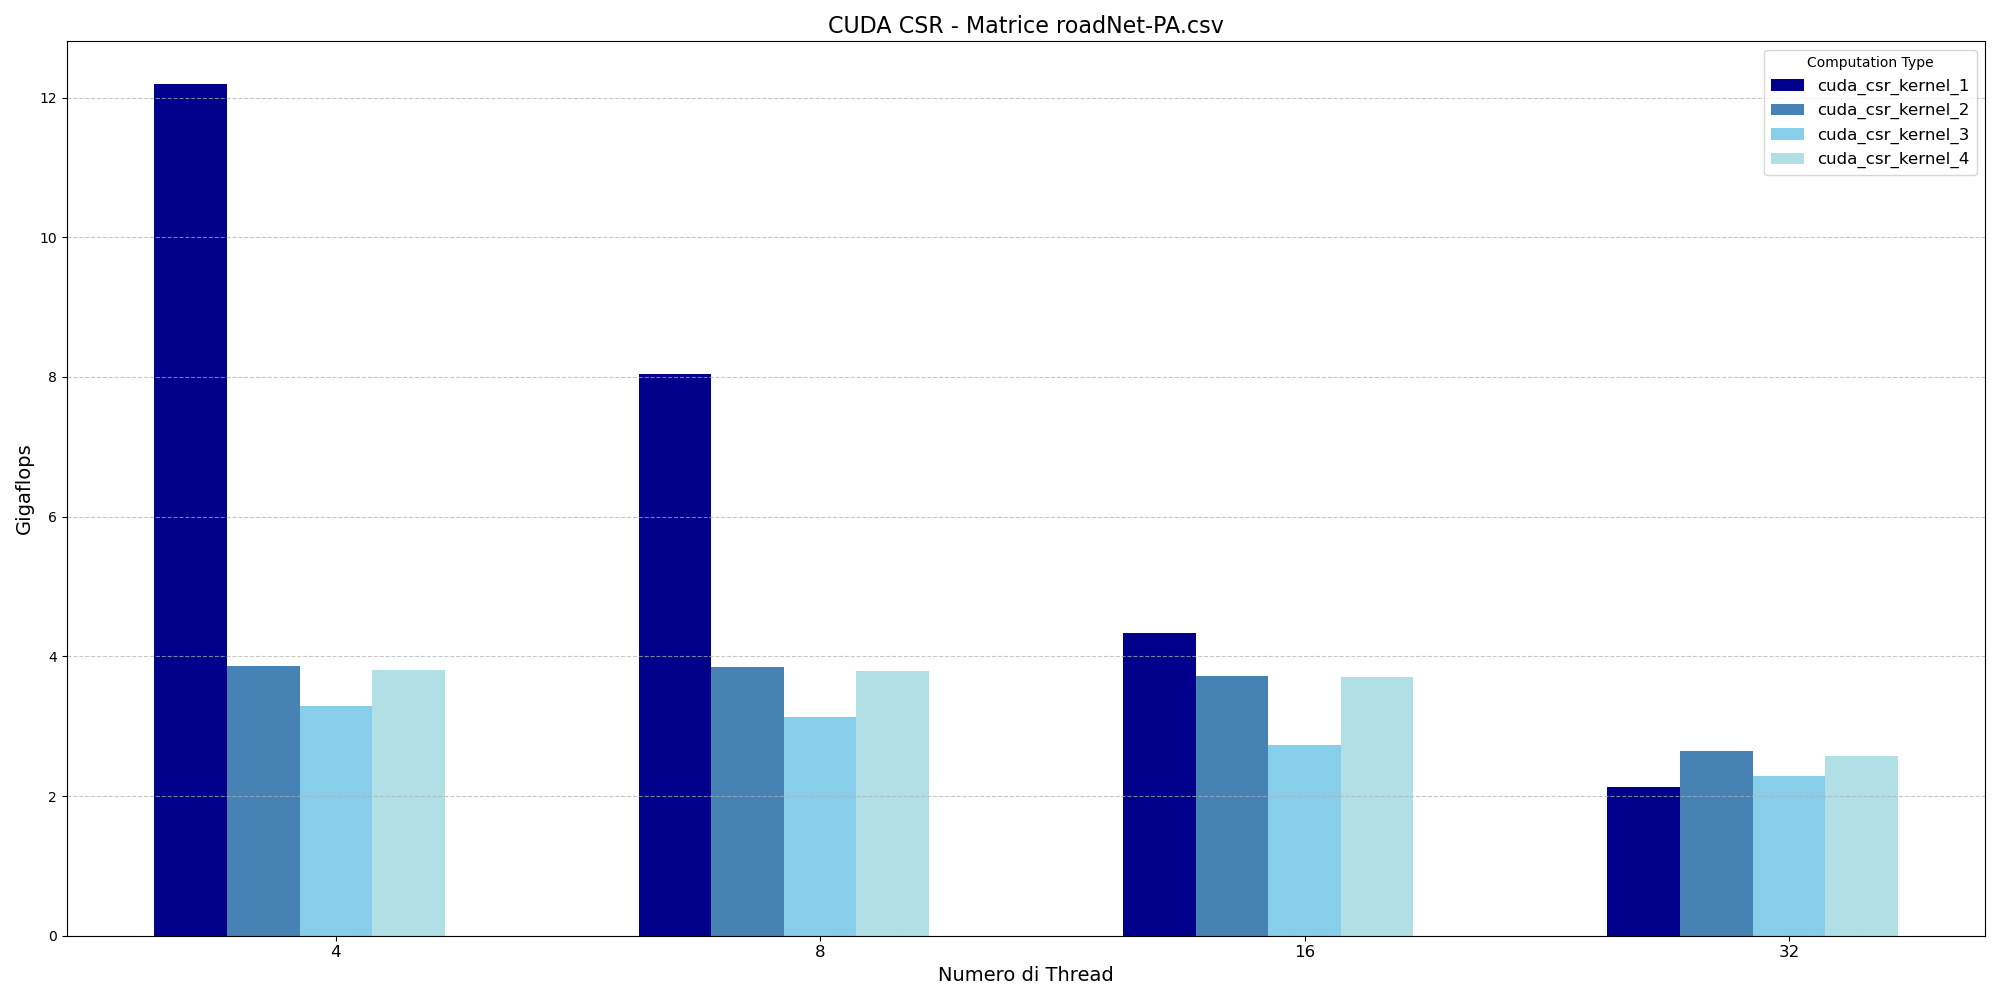 CUDA CSR - Matrice roadNet-PA.csv
Computation Type
cuda_csr_kernel_1
cuda_csr_kernel_2
cuda_csr_kernel_3
cuda_csr_kernel_4
Gigaflops
12
10
8
6
4
2
0
4 8 16 32
Numero di Thread